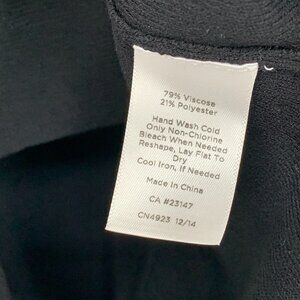 79% Viscose
21% Polyester
Hand Wash Cold
Only Non-Chlorine
Bleach When Needed
Reshape, Lay Flat To
Dry
Cool Iron, If Needed
Made In China
CA #23147
CN4923 12/14